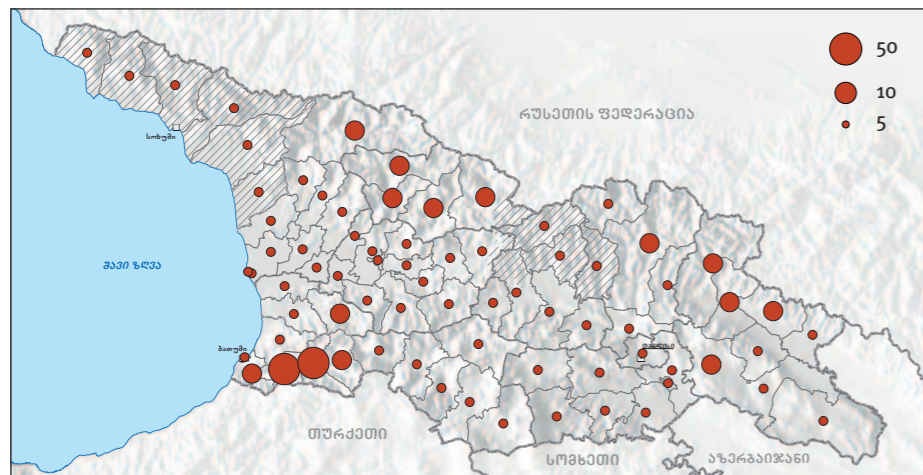 50
რუსეთის ფედერაცია
10
5
სოხუმი
შავი ზღვა
ბათუმი
თურქეთი
სომხეთი
აზერბაიჯანი